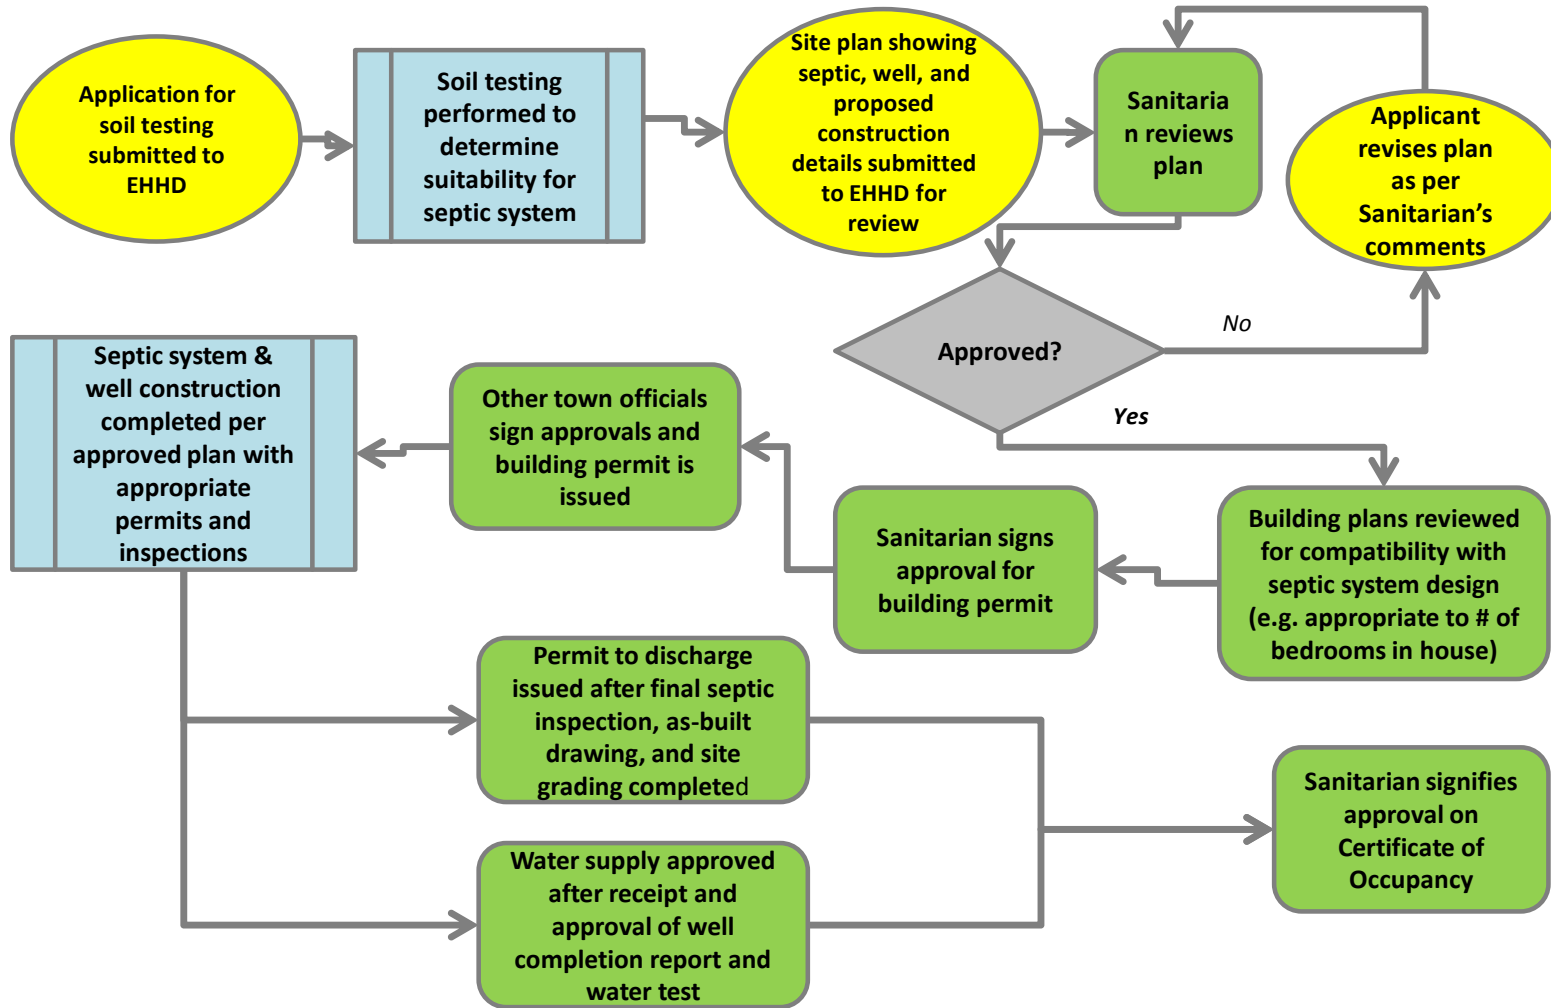 Application for
soil testing
submitted to
EHHD
Soil testing
performed to
determine
suitability for
septic system
Site plan showing
septic, well, and
proposed
construction
details submitted
to EHHD for
review
Sanitaria
n reviews
plan
Applicant
revises plan
as per
Sanitarian’s
comments
Approved?
No
Yes
Building plans reviewed
for compatibility with
septic system design
(e.g. appropriate to # of
bedrooms in house)
Sanitarian signs
approval for
building permit
Other town officials
sign approvals and
building permit is
issued
Septic system &
well construction
completed per
approved plan with
appropriate
permits and
inspections
Permit to discharge
issued after final septic
inspection, as-built
drawing, and site
grading completed
Water supply approved
after receipt and
approval of well
completion report and
water test
Sanitarian signifies
approval on
Certificate of
Occupancy